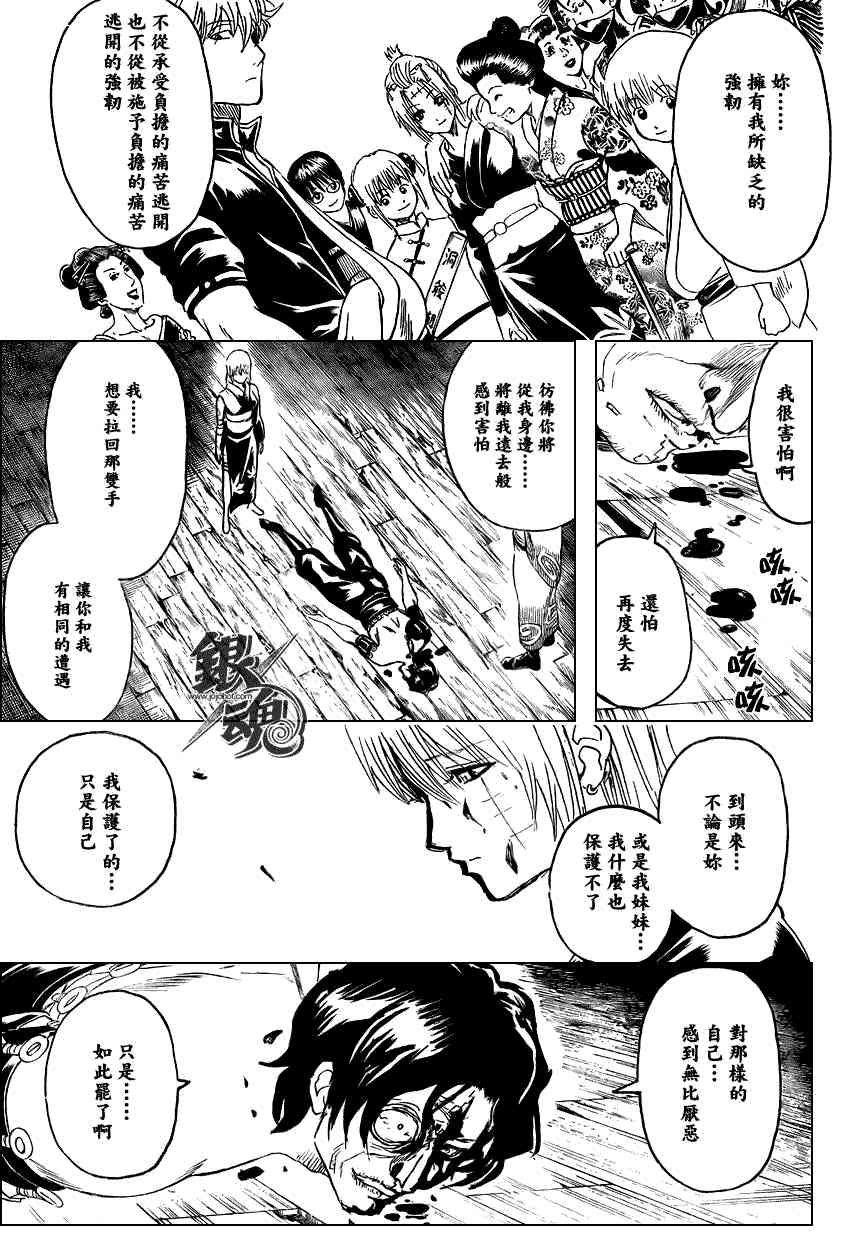 妳……
擁有我所缺乏的
強韌
不從承受負擔的痛苦逃開
也不從被施予負擔的痛苦
逃開的強韌
我很害怕啊
還怕
再度失去
咳
咳
咳
咳
彷彿你將
從我身邊……
將離我遠去般
感到害怕
我……
想要拉回那雙手
讓你和我
有相同的遭遇
銀魂
www.jojohot.com
到頭來…
不論是妳
或是我妹妹…
我什麼也
保護不了
我保護了的…
只是自己
對那樣的
自己…
感到無比厭惡
只是……
如此罷了啊